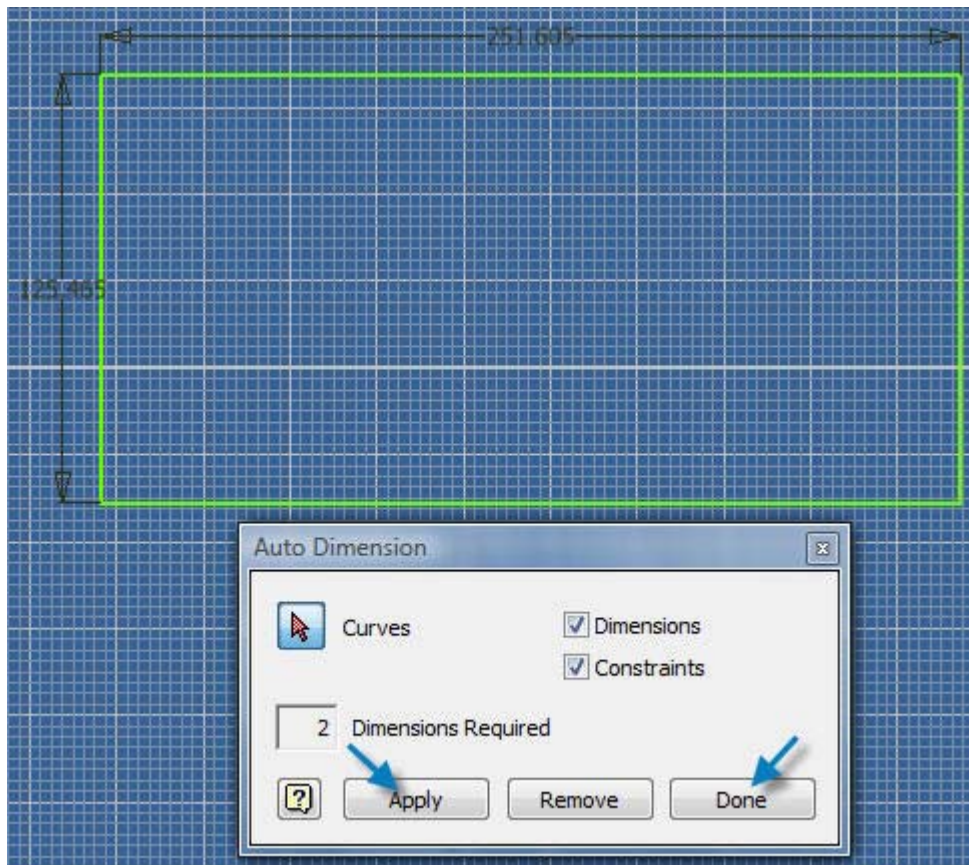 251.605
125.465
Auto Dimension
Curves
Dimensions
Constraints
2 Dimensions Required
Apply
Remove
Done